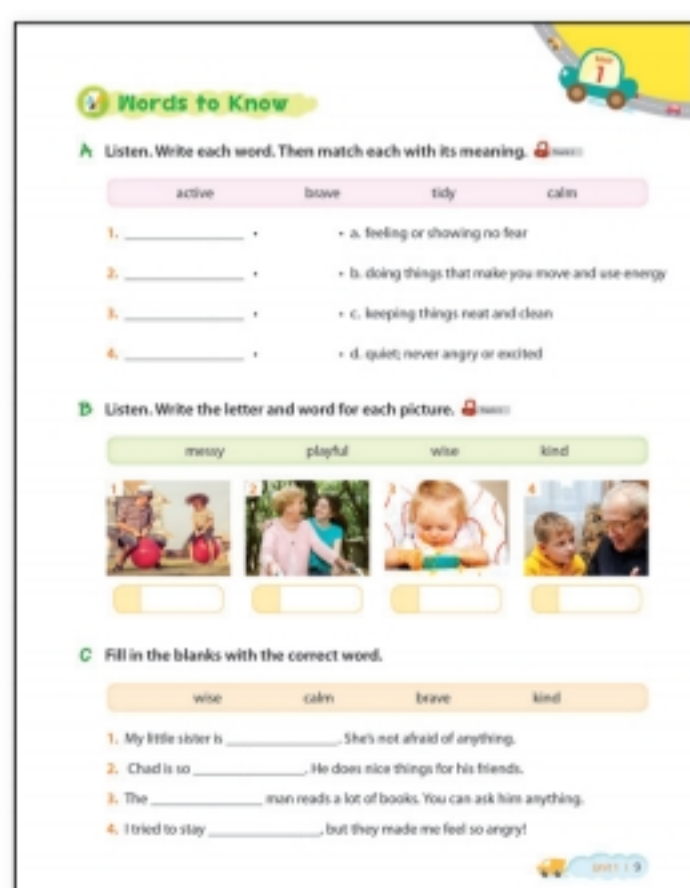 Unit
1
Words to Know
A Listen. Write each word. Then match each with its meaning.
active brave tidy calm
1. ____________ • • a. feeling or showing no fear
2. ____________ • • b. doing things that make you move and use energy
3. ____________ • • c. keeping things neat and clean
4. ____________ • • d. quiet; never angry or excited
B Listen. Write the letter and word for each picture.
messy playful wise kind
1 2 3 4
C Fill in the blanks with the correct word.
wise calm brave kind
1. My little sister is ____________. She's not afraid of anything.
2. Chad is so ____________. He does nice things for his friends.
3. The ____________ man reads a lot of books. You can ask him anything.
4. I tried to stay ____________, but they made me feel so angry!
Unit 1 | 9